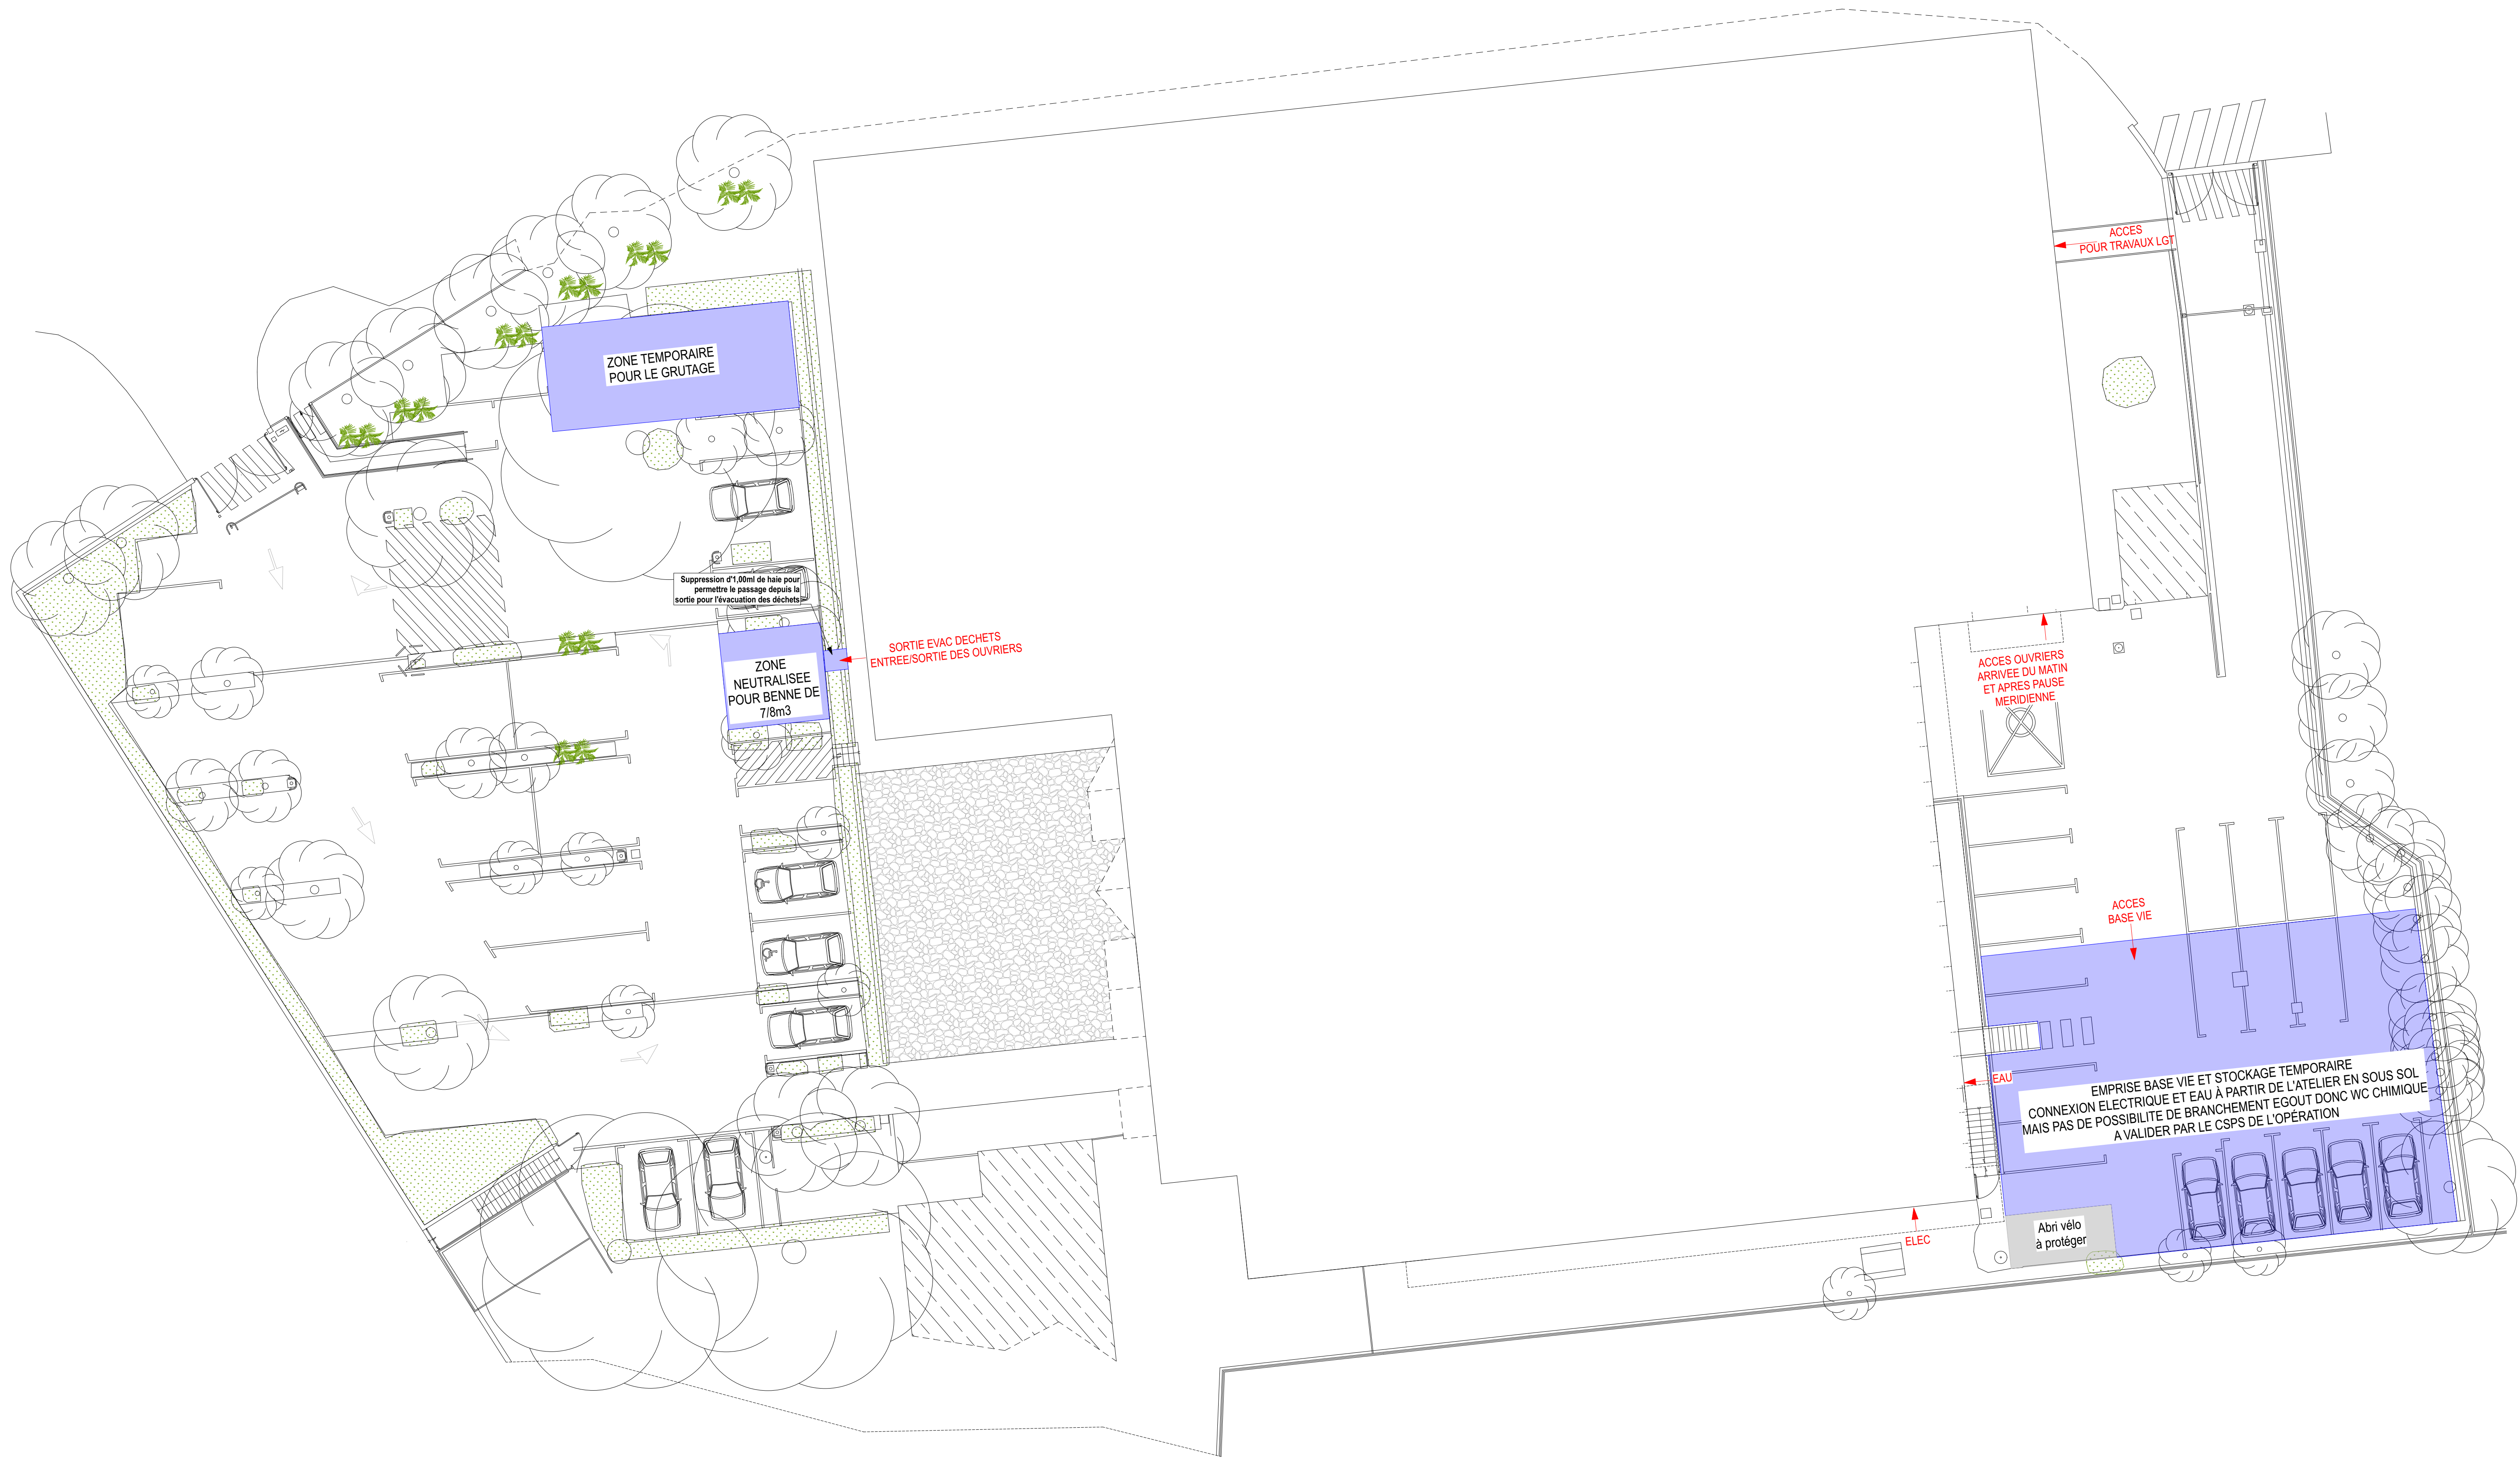 ACCES
POUR TRAVAUX LGT
ZONE TEMPORAIRE
POUR LE GRUTAGE
Suppression d'1,00ml de haie pour
permettre le passage depuis la
sortie pour l'évacuation des déchets
SORTIE EVAC DECHETS
ENTREE/SORTIE DES OUVRIERS
ZONE
NEUTRALISEE
POUR BENNE DE
7/8m3
ACCES OUVRIERS
ARRIVEE DU MATIN
ET APRES PAUSE
MERIDIENNE
ACCES
BASE VIE
EAU
EMPRISE BASE VIE ET STOCKAGE TEMPORAIRE
CONNEXION ELECTRIQUE ET EAU À PARTIR DE L'ATELIER EN SOUS SOL
MAIS PAS DE POSSIBILITE DE BRANCHEMENT EGOUT DONC WC CHIMIQUE
A VALIDER PAR LE CSPS DE L'OPÉRATION
Abri vélo
à protéger
ELEC